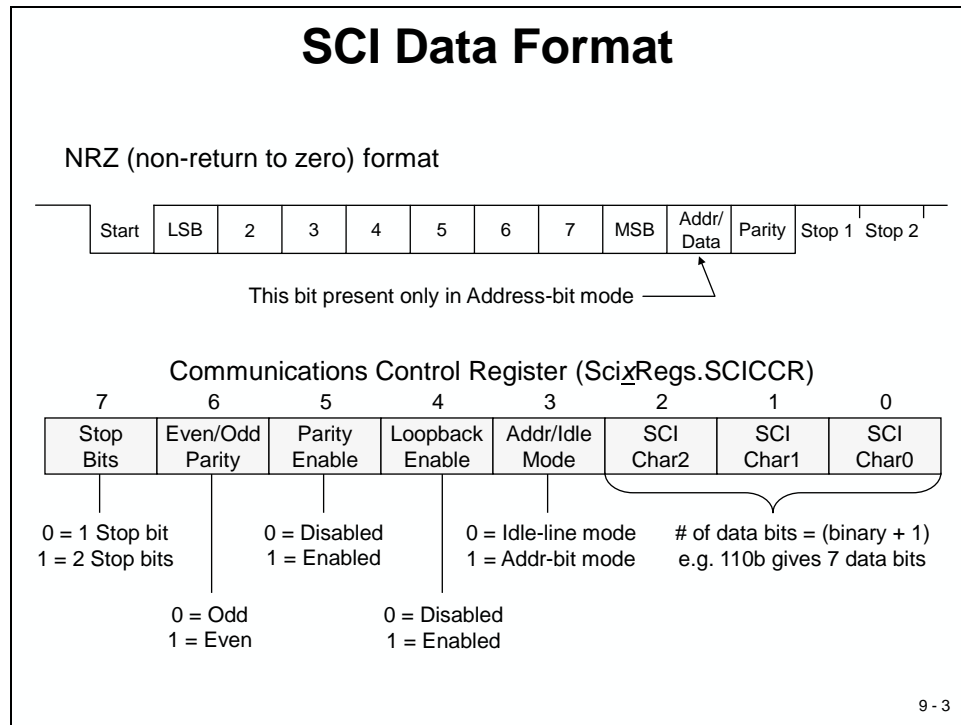 SCI Data Format
NRZ (non-return to zero) format
Start LSB 2 3 4 5 6 7 MSB Addr/ Data Parity Stop 1 Stop 2
This bit present only in Address-bit mode
Communications Control Register (ScixRegs.SCICCR)
7 6 5 4 3 2 1 0
Stop Even/Odd Parity Loopback Addr/Idle SCI SCI SCI
Bits Parity Enable Enable Mode Char2 Char1 Char0
0 = 1 Stop bit 0 = Disabled 0 = Idle-line mode # of data bits = (binary + 1)
1 = 2 Stop bits 1 = Enabled 1 = Addr-bit mode e.g. 110b gives 7 data bits
0 = Odd 0 = Disabled
1 = Even 1 = Enabled
9 - 3